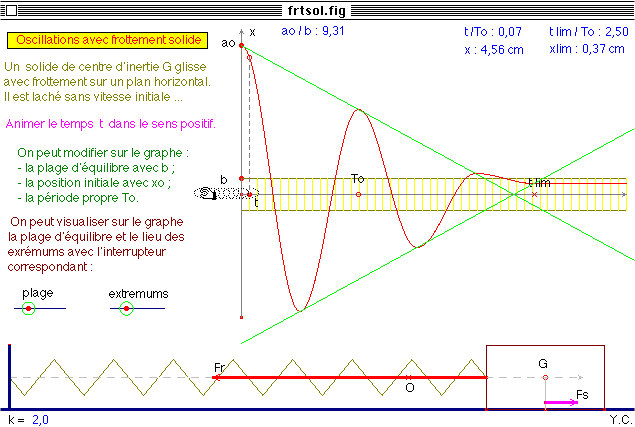 frtsol.fig
Oscillations avec frottement solide
Un solide de centre d'inertie G glisse
avec frottement sur un plan horizontal.
Il est laché sans vitesse initiale ...
Animer le temps t dans le sens positif.
On peut modifier sur le graphe :
- la plage d'équilibre avec b ;
- la position initiale avec xo ;
- la période propre To.
On peut visualiser sur le graphe
la plage d'équilibre et le lieu des
exrémums avec l'interrupteur
correspondant :
plage extremums
x
ao
ao / b : 9,31
t /To : 0,07 t lim / To : 2,50
x : 4,56 cm xlim : 0,37 cm
b
To
t lim
t
Fr
G
O
Fs
k = 2,0
Y.C.